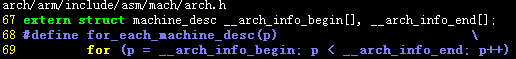 arch/arm/include/asm/mach/arch.h
67 extern struct machine_desc __arch_info_begin[], __arch_info_end[];
68 #define for_each_machine_desc(p) \
69 for (p = __arch_info_begin; p < __arch_info_end; p++)